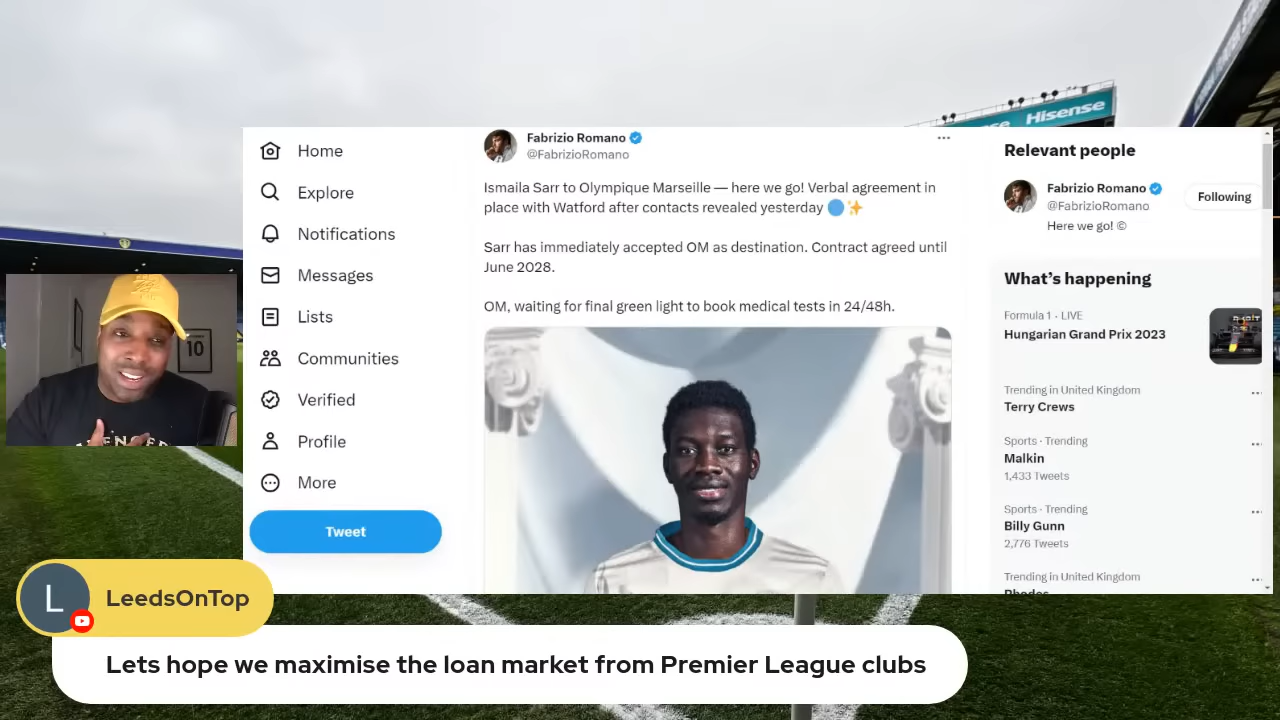 Hisense
Home
Explore
Notifications
Messages
Lists
Communities
Verified
Profile
More
Tweet
Fabrizio Romano
@FabrizioRomano
Ismaila Sarr to Olympique Marseille — here we go! Verbal agreement in
place with Watford after contacts revealed yesterday 🔵✨
Sarr has immediately accepted OM as destination. Contract agreed until
June 2028.
OM, waiting for final green light to book medical tests in 24/48h.
Relevant people
Fabrizio Romano
@FabrizioRomano
Following
Here we go! ©
What's happening
Formula 1 · LIVE
Hungarian Grand Prix 2023
Trending in United Kingdom
Terry Crews
Sports · Trending
Malkin
1,433 Tweets
Sports · Trending
Billy Gunn
2,776 Tweets
Trending in United Kingdom
10
L
LeedsOnTop
Lets hope we maximise the loan market from Premier League clubs